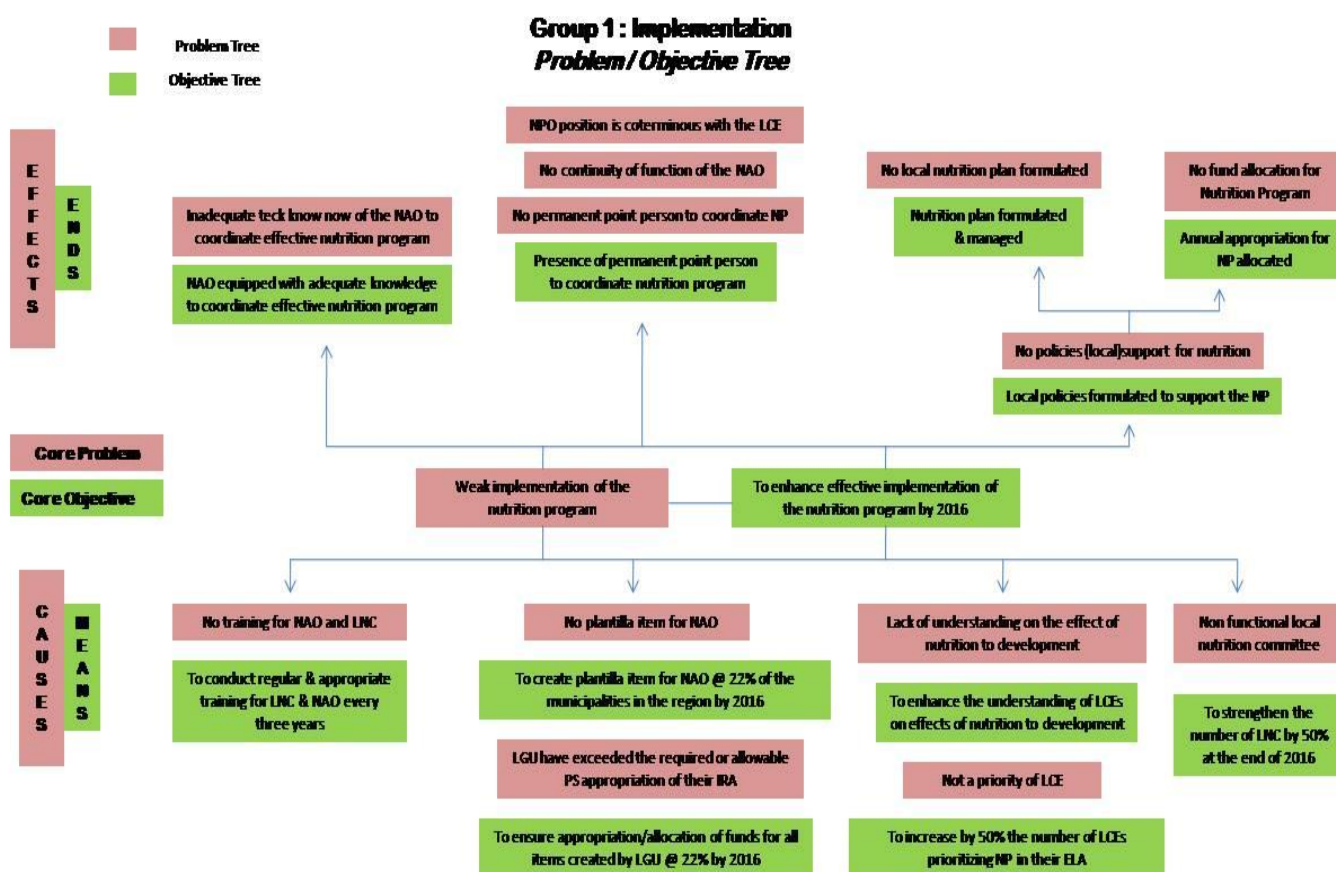 Group 1 : Implementation
Problem / Objective Tree
Problem Tree
Objective Tree
EFFECTS
ENDS
Inadequate teck know now of the NAO to
coordinate effective nutrition program
NAO equipped with adequate knowledge
to coordinate effective nutrition program
NPO position is coterminous with the LCE
No continuity of function of the NAO
No permanent point person to coordinate NP
Presence of permanent point person
to coordinate nutrition program
No local nutrition plan formulated
Nutrition plan formulated
& managed
No fund allocation for
Nutrition Program
Annual appropriation for
NP allocated
No policies (local)support for nutrition
Local policies formulated to support the NP
Core Problem
Core Objective
Weak implementation of the
nutrition program
To enhance effective implementation of
the nutrition program by 2016
CAUSES
MEANS
No training for NAO and LNC
To conduct regular & appropriate
training for LNC & NAO every
three years
No plantilla item for NAO
To create plantilla item for NAO @ 22% of the
municipalities in the region by 2016
LGU have exceeded the required or allowable
PS appropriation of their IRA
To ensure appropriation/allocation of funds for all
items created by LGU @ 22% by 2016
Lack of understanding on the effect of
nutrition to development
To enhance the understanding of LCEs
on effects of nutrition to development
Not a priority of LCE
To increase by 50% the number of LCEs
prioritizing NP in their ELA
Non functional local
nutrition committee
To strengthen the
number of LNC by 50%
at the end of 2016